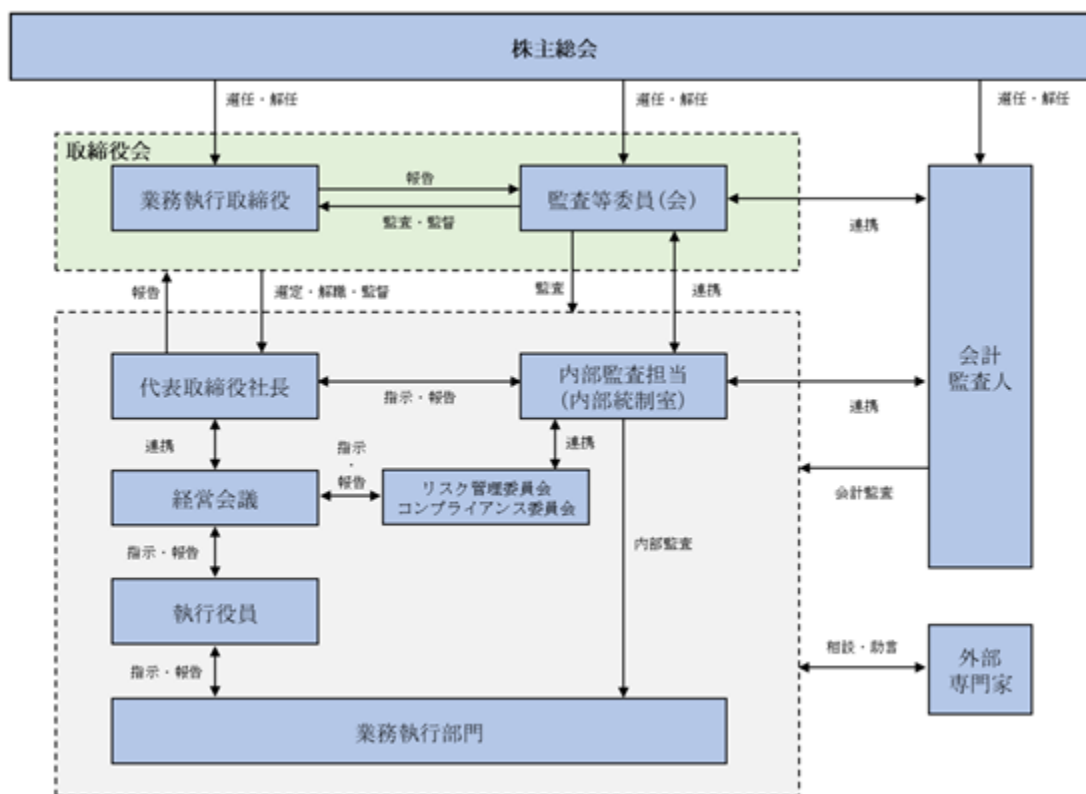 株主総会
選任・解任
選任・解任
選任・解任
取締役会
業務執行取締役
報告
監査・監督
監査等委員(会)
連携
報告
選定・解職・監督
監査
連携
会計
監査人
代表取締役社長
指示・報告
内部監査担当
(内部統制室)
連携
連携
指示
・
報告
連携
経営会議
リスク管理委員会
コンプライアンス委員会
会計監査
指示・報告
内部監査
執行役員
相談・助言
外部
専門家
指示・報告
業務執行部門